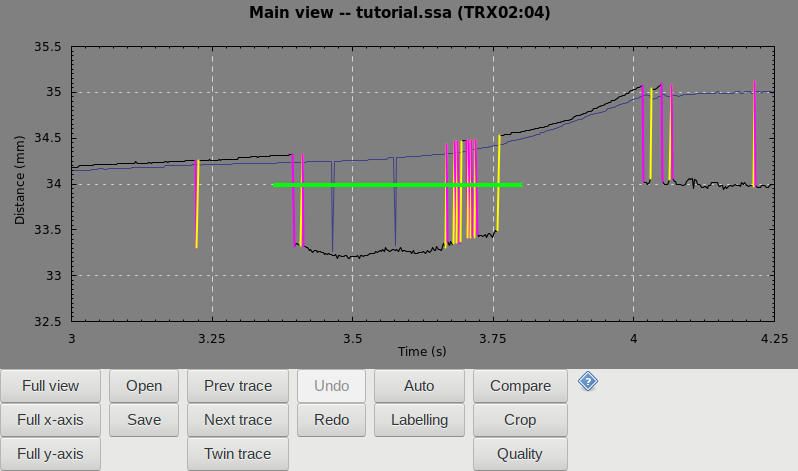 Main view -- tutorial.ssa (TRX02:04)
35.5
35
34.5
34
33.5
33
32.5
Distance (mm)
3 3.25 3.5 3.75 4 4.25
Time (s)
Full view Open Prev trace Undo Auto Compare ?
Full x-axis Save Next trace Redo Labelling Crop
Full y-axis Twin trace Quality